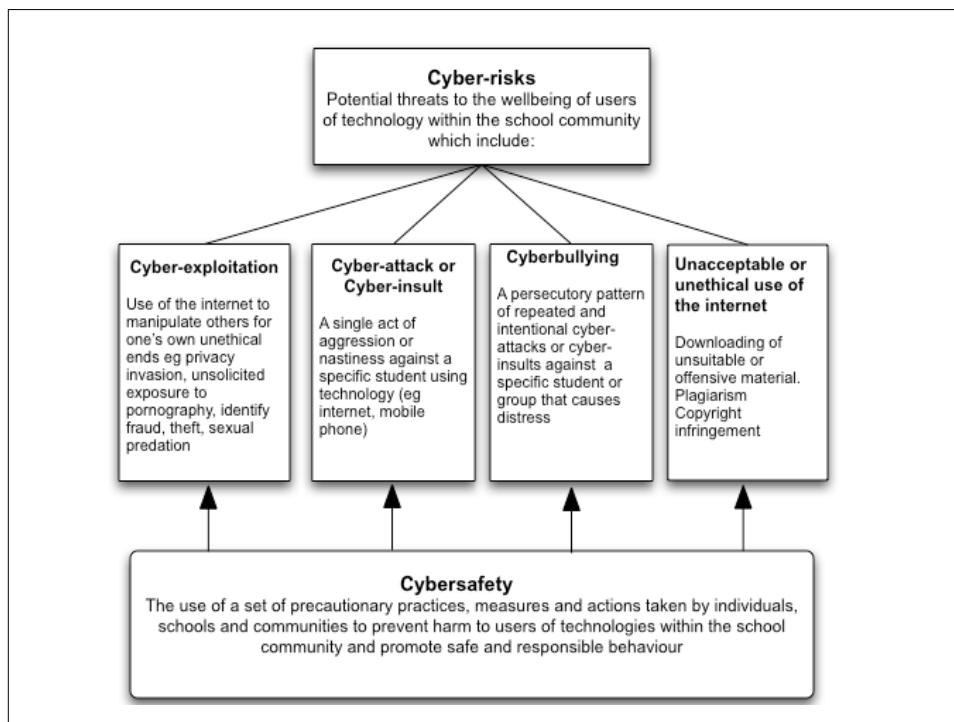 Cyber-risks
Potential threats to the wellbeing of users
of technology within the school community
which include:
Cyber-exploitation
Use of the internet to
manipulate others for
one's own unethical
ends eg privacy
invasion, unsolicited
exposure to
pornography, identify
fraud, theft, sexual
predation
Cyber-attack or
Cyber-insult
A single act of
aggression or
nastiness against a
specific student using
technology (eg
internet, mobile
phone)
Cyberbullying
A persecutory pattern
of repeated and
intentional cyber-
attacks or cyber-
insults against a
specific student or
group that causes
distress
Unacceptable or
unethical use of
the internet
Downloading of
unsuitable or
offensive material.
Plagiarism
Copyright
infringement
Cybersafety
The use of a set of precautionary practices, measures and actions taken by individuals,
schools and communities to prevent harm to users of technologies within the school
community and promote safe and responsible behaviour